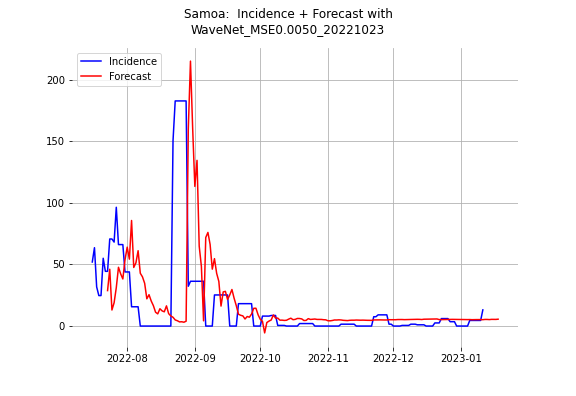 Samoa:  Incidence + Forecast with
WaveNet_MSE0.0050_20221023
Incidence
Forecast
200
150
100
50
0
2022-08
2022-09
2022-10
2022-11
2022-12
2023-01